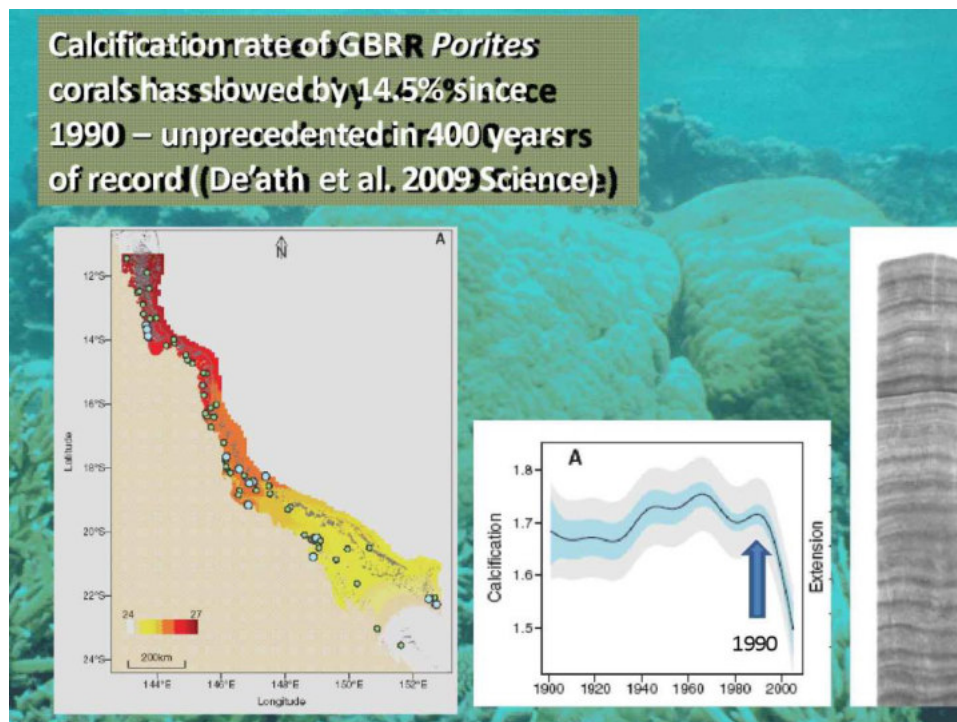 Calcification rate of GBR Porites
corals has slowed by 14.5% since
1990 – unprecedented in 400 years
of record (De'ath et al. 2009 Science)
A
N
12°S
14°S
16°S
18°S
20°S
22°S
24°S
Latitude
24 27
200km
144°E 146°E 148°E 150°E 152°E
Longitude
A
1.8
1.7
1.6
1.5
Calcification
Extension
1990
1900 1920 1940 1960 1980 2000